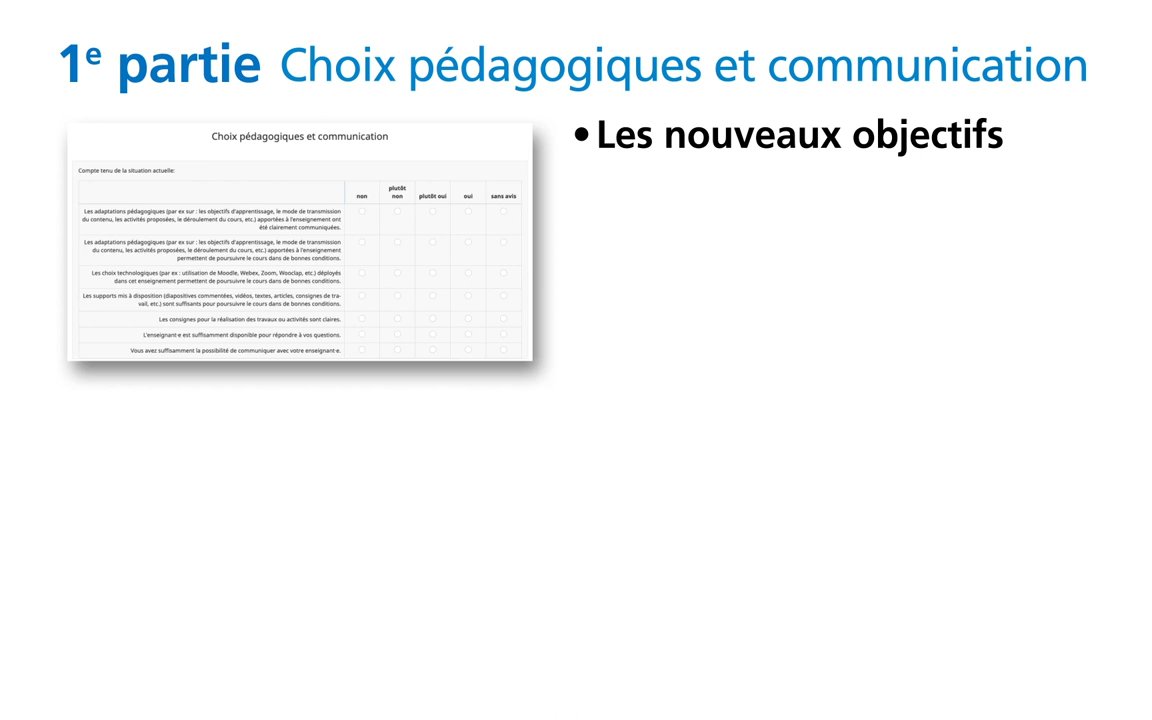 1e partie Choix pédagogiques et communication
Choix pédagogiques et communication
Compte tenu de la situation actuelle:
non
plutôt
non
plutôt oui
oui
sans avis
Les adaptations pédagogiques (par ex sur : les objectifs d'apprentissage, le mode de transmission
du contenu, les activités proposées, le déroulement du cours, etc.) apportées à l'enseignement ont
été clairement communiquées.
Les adaptations pédagogiques (par ex sur : les objectifs d'apprentissage, le mode de transmission
du contenu, les activités proposées, le déroulement du cours, etc.) apportées à l'enseignement
permettent de poursuivre le cours dans de bonnes conditions.
Les choix technologiques (par ex : utilisation de Moodle, Webex, Zoom, Wooclap, etc.) déployés
dans cet enseignement permettent de poursuivre le cours dans de bonnes conditions.
Les supports mis à disposition (diapositives commentées, vidéos, textes, articles, consignes de tra-
vail, etc.) sont suffisants pour poursuivre le cours dans de bonnes conditions.
Les consignes pour la réalisation des travaux ou activités sont claires.
L'enseignant·e est suffisamment disponible pour répondre à vos questions.
Vous avez suffisamment la possibilité de communiquer avec votre enseignant·e.
• Les nouveaux objectifs